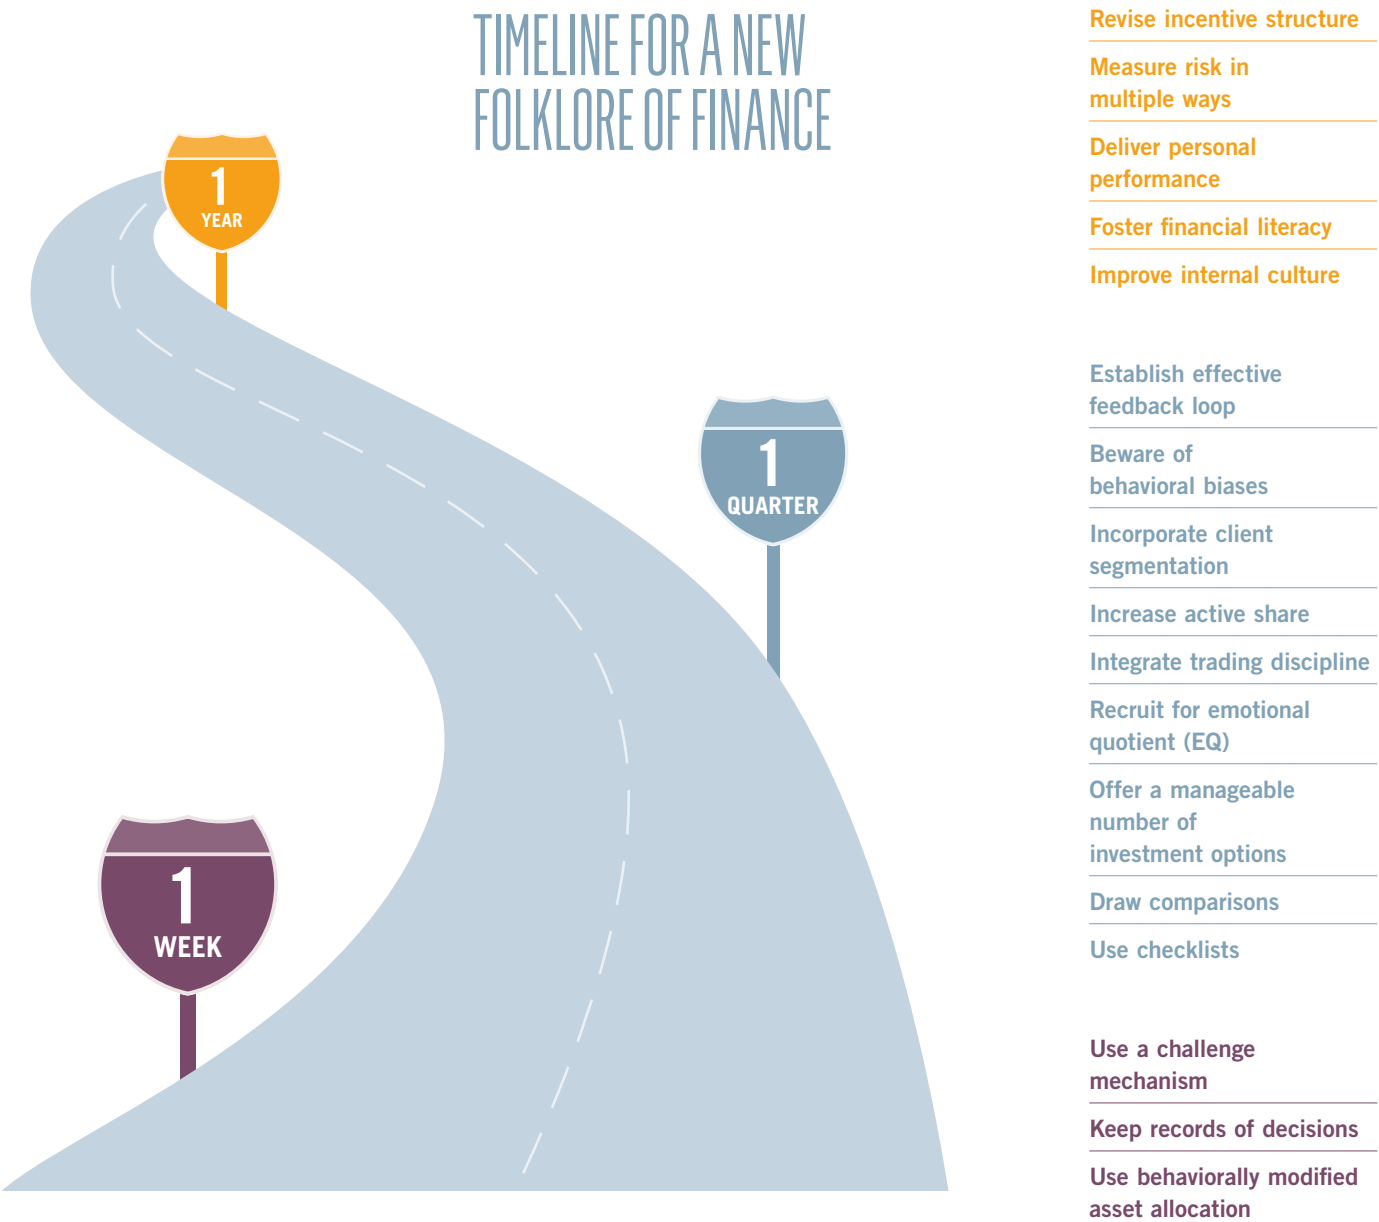 TIMELINE FOR A NEW
FOLKLORE OF FINANCE
1
YEAR
1
QUARTER
1
WEEK
Revise incentive structure
Measure risk in
multiple ways
Deliver personal
performance
Foster financial literacy
Improve internal culture
Establish effective
feedback loop
Beware of
behavioral biases
Incorporate client
segmentation
Increase active share
Integrate trading discipline
Recruit for emotional
quotient (EQ)
Offer a manageable
number of
investment options
Draw comparisons
Use checklists
Use a challenge
mechanism
Keep records of decisions
Use behaviorally modified
asset allocation